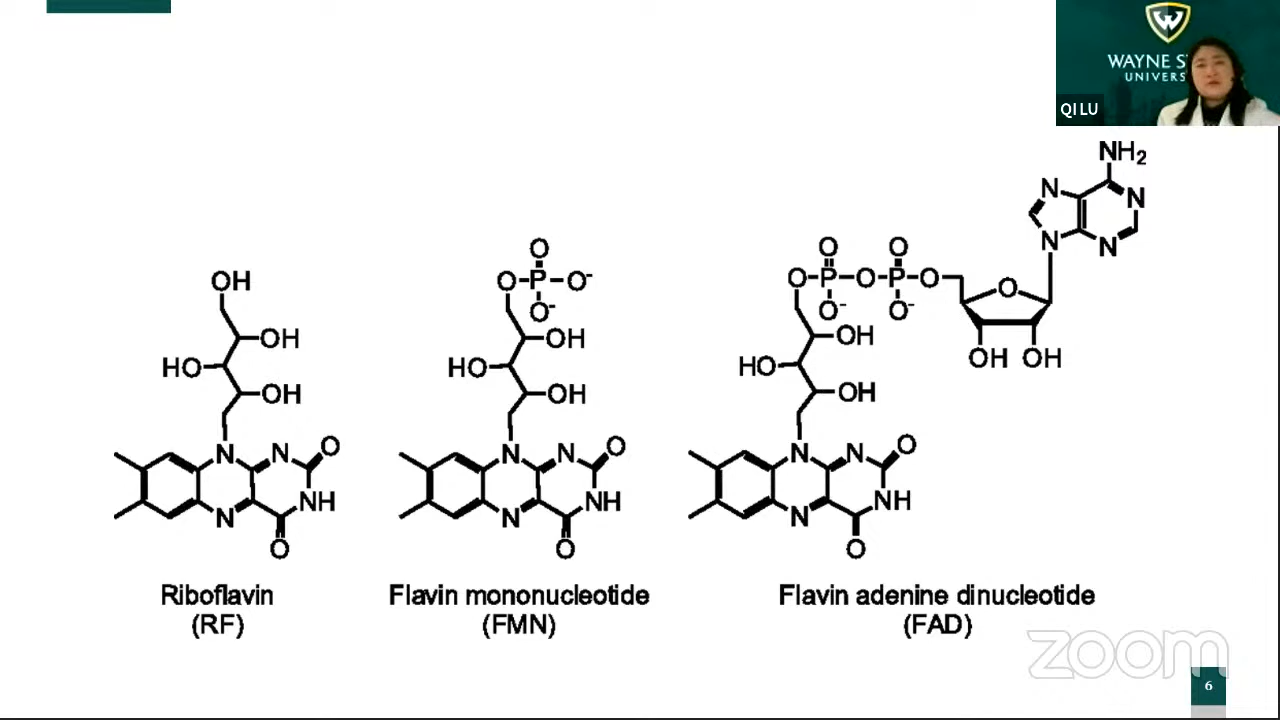 WAYNE S
UNIVERS
QI LU
NH2
N
N
N
N
O
O
O
O P O P O
O- O-
OH OH
OH
HO
OH
OH
OH
HO
OH
O
O P O-
O-
OH
HO
OH
N N O
N NH
O
N N O
N NH
O
N N O
N NH
O
Riboflavin
(RF)
Flavin mononucleotide
(FMN)
Flavin adenine dinucleotide
(FAD)
zoom
6